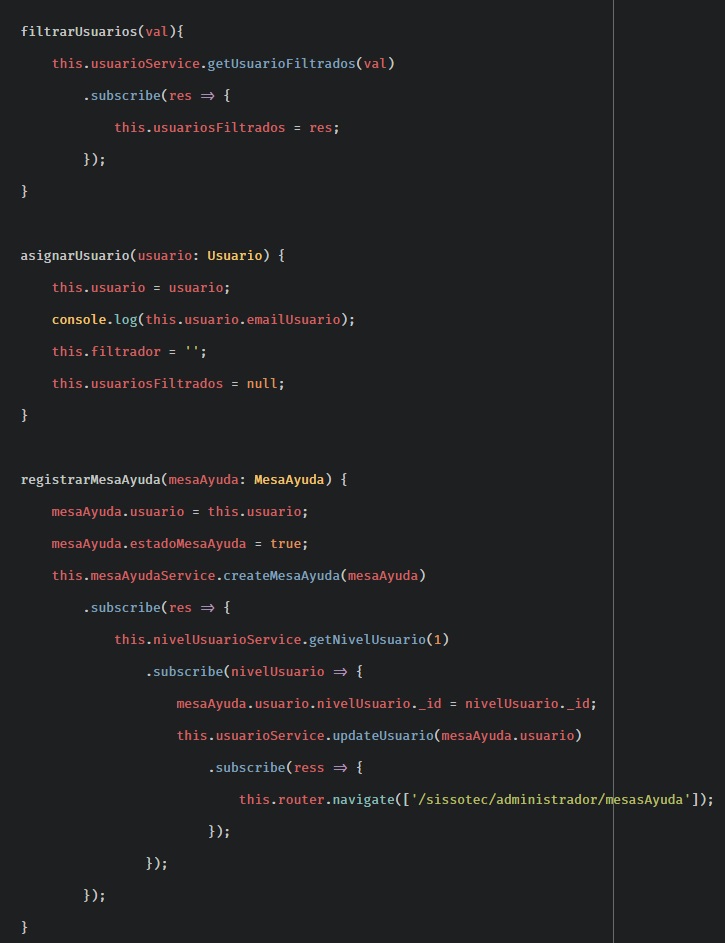 filtrarUsuarios(val){
this.usuarioService.getUsuarioFiltrados(val)
.subscribe(res => {
this.usuariosFiltrados = res;
});
}
asignarUsuario(usuario: Usuario) {
this.usuario = usuario;
console.log(this.usuario.emailUsuario);
this.filtrador = '';
this.usuariosFiltrados = null;
}
registrarMesaAyuda(mesaAyuda: MesaAyuda) {
mesaAyuda.usuario = this.usuario;
mesaAyuda.estadoMesaAyuda = true;
this.mesaAyudaService.createMesaAyuda(mesaAyuda)
.subscribe(res => {
this.nivelUsuarioService.getNivelUsuario(1)
.subscribe(nivelUsuario => {
mesaAyuda.usuario.nivelUsuario._id = nivelUsuario._id;
this.usuarioService.updateUsuario(mesaAyuda.usuario)
.subscribe(ress => {
this.router.navigate(['/sissotec/administrador/mesasAyuda']);
});
});
});
}